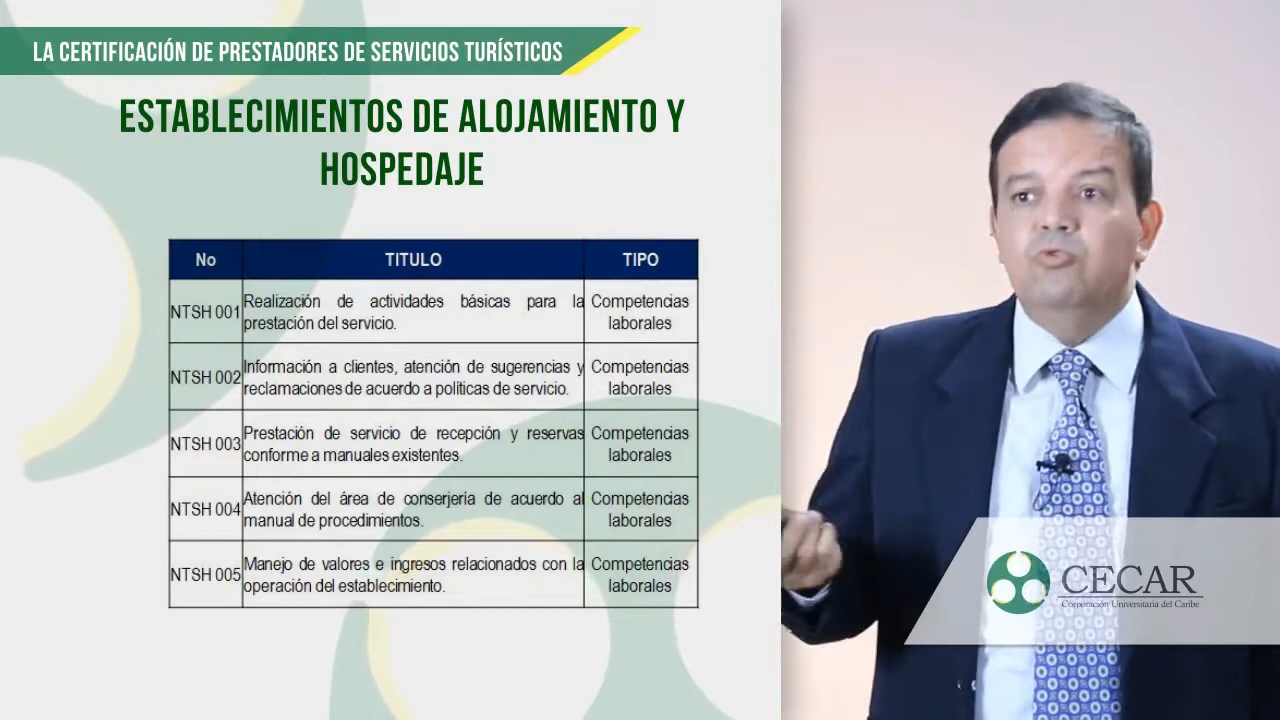 LA CERTIFICACIÓN DE PRESTADORES DE SERVICIOS TURÍSTICOS
ESTABLECIMIENTOS DE ALOJAMIENTO Y
HOSPEDAJE
No TITULO TIPO
NTSH 001 Realización de actividades básicas para la prestación del servicio. Competencias laborales
NTSH 002 Información a clientes, atención de sugerencias y reclamaciones de acuerdo a políticas de servicio. Competencias laborales
NTSH 003 Prestación de servicio de recepción y reservas conforme a manuales existentes. Competencias laborales
NTSH 004 Atención del área de conserjería de acuerdo al manual de procedimientos. Competencias laborales
NTSH 005 Manejo de valores e ingresos relacionados con la operación del establecimiento. Competencias laborales
CECAR
Corporación Universitaria del Caribe